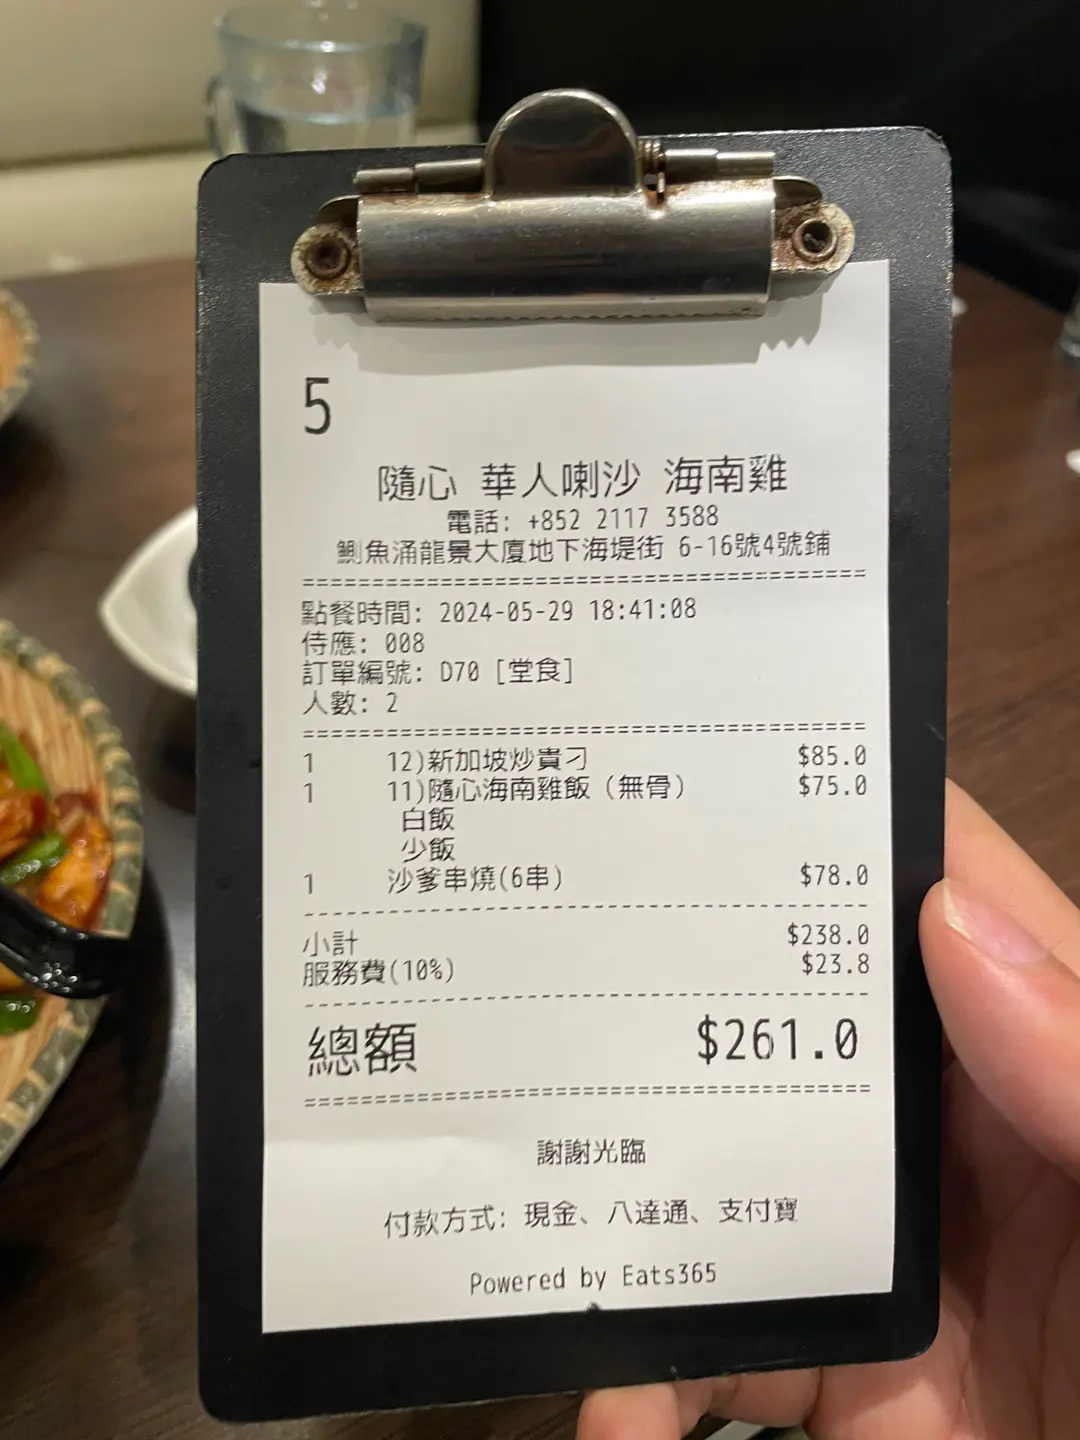 5
隨心 華人喇沙 海南雞
電話: +852 2117 3588
鰂魚涌龍景大廈地下海堤街 6-16號4號鋪
點餐時間: 2024-05-29 18:41:08
侍應: 008
訂單編號: D70 [堂食]
人數: 2
1 12)新加坡炒貴刁 $85.0
1 11)隨心海南雞飯 (無骨) $75.0
白飯
少飯
1 沙爹串燒(6串) $78.0
小計 $238.0
服務費(10%) $23.8
總額 $261.0
謝謝光臨
付款方式: 現金、八達通、支付寶
Powered by Eats365